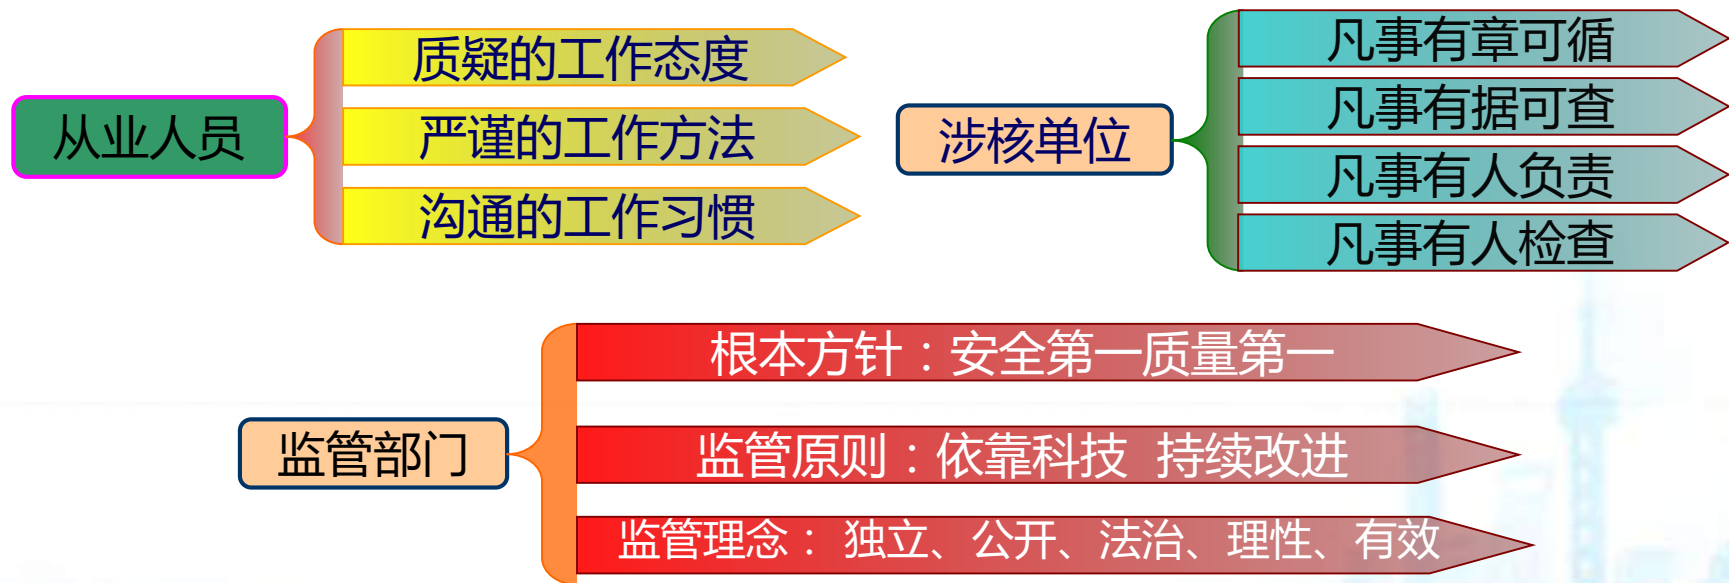 从业人员
质疑的工作态度
严谨的工作方法
沟通的工作习惯
涉核单位
凡事有章可循
凡事有据可查
凡事有人负责
凡事有人检查
监管部门
根本方针：安全第一质量第一
监管原则：依靠科技 持续改进
监管理念： 独立、公开、法治、理性、有效